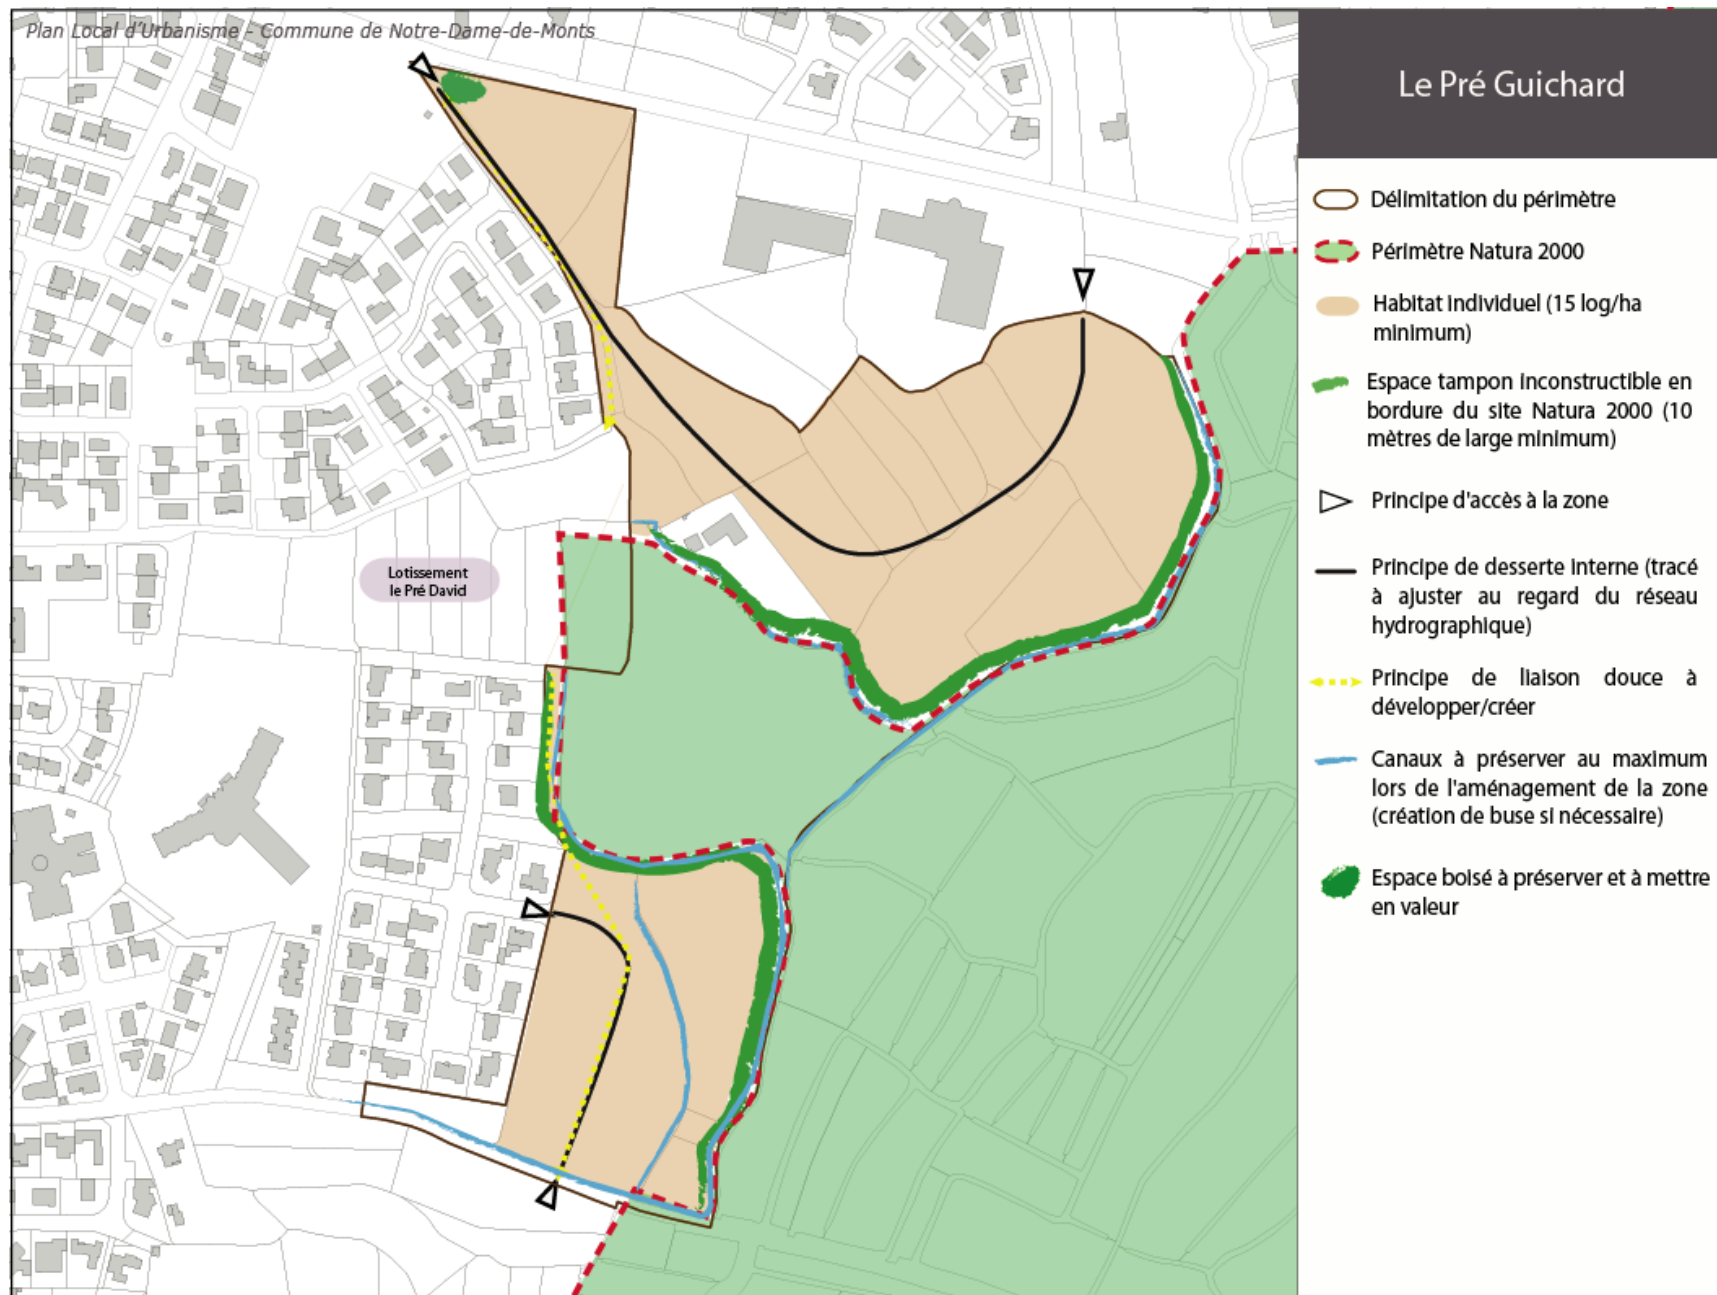 Plan Local d'Urbanisme - Commune de Notre-Dame-de-Monts
Le Pré Guichard
Délimitation du périmètre
Périmètre Natura 2000
Habitat individuel (15 log/ha
minimum)
Espace tampon inconstructible en
bordure du site Natura 2000 (10
mètres de large minimum)
Principe d'accès à la zone
Principe de desserte interne (tracé
à ajuster au regard du réseau
hydrographique)
Principe de liaison douce à
développer/créer
Canaux à préserver au maximum
lors de l'aménagement de la zone
(création de buse si nécessaire)
Espace boisé à préserver et à mettre
en valeur
Lotissement
le Pré David